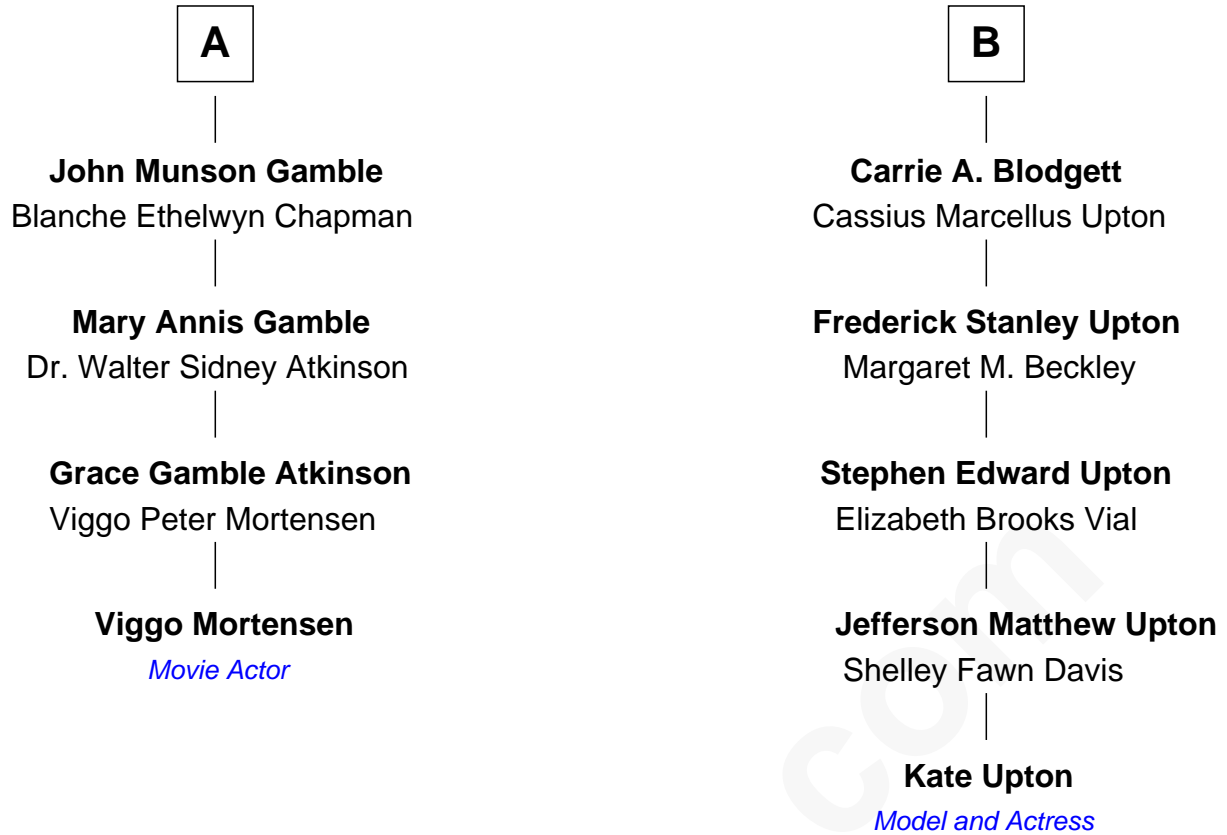 A
John Munson Gamble
Blanche Ethelwyn Chapman
Mary Annis Gamble
Dr. Walter Sidney Atkinson
Grace Gamble Atkinson
Viggo Peter Mortensen
Viggo Mortensen
Movie Actor
B
Carrie A. Blodgett
Cassius Marcellus Upton
Frederick Stanley Upton
Margaret M. Beckley
Stephen Edward Upton
Elizabeth Brooks Vial
Jefferson Matthew Upton
Shelley Fawn Davis
Kate Upton
Model and Actress
com